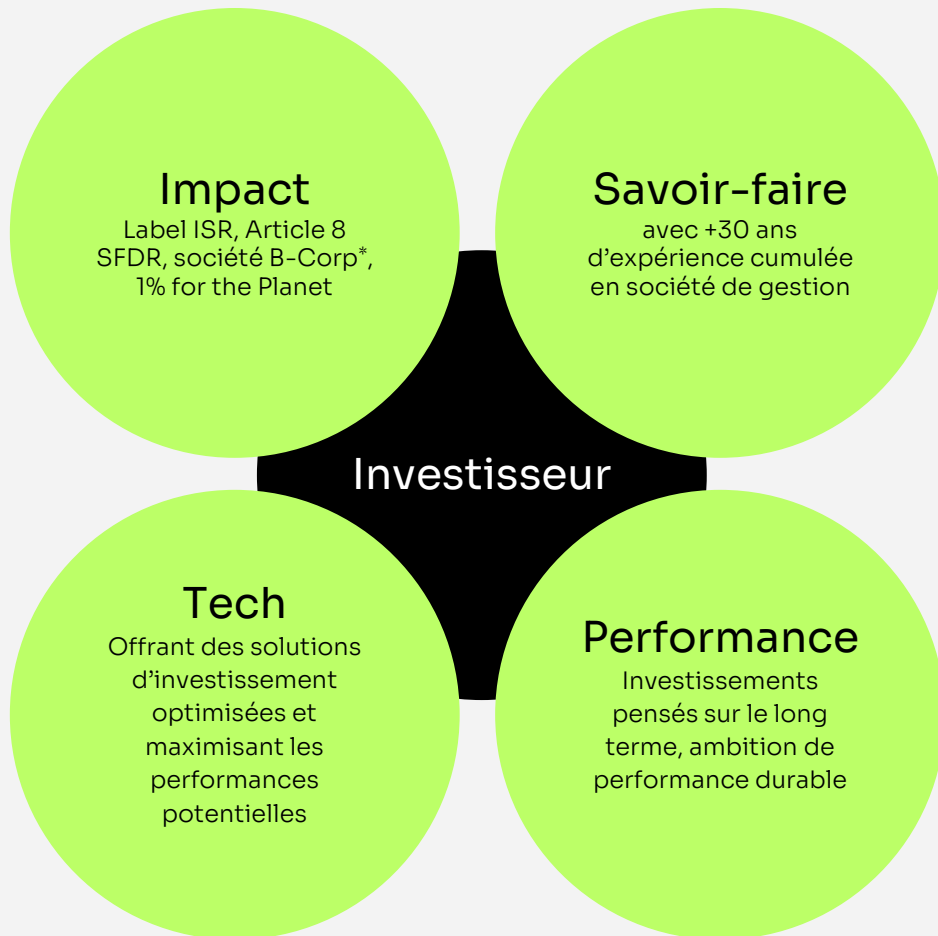 Impact
Label ISR, Article 8
SFDR, société B-Corp*,
1% for the Planet
Savoir-faire
avec +30 ans
d’expérience cumulée
en société de gestion
Investisseur
Tech
Offrant des solutions
d’investissement
optimisées et
maximisant les
performances
potentielles
Performance
Investissements
pensés sur le long
terme, ambition de
performance durable